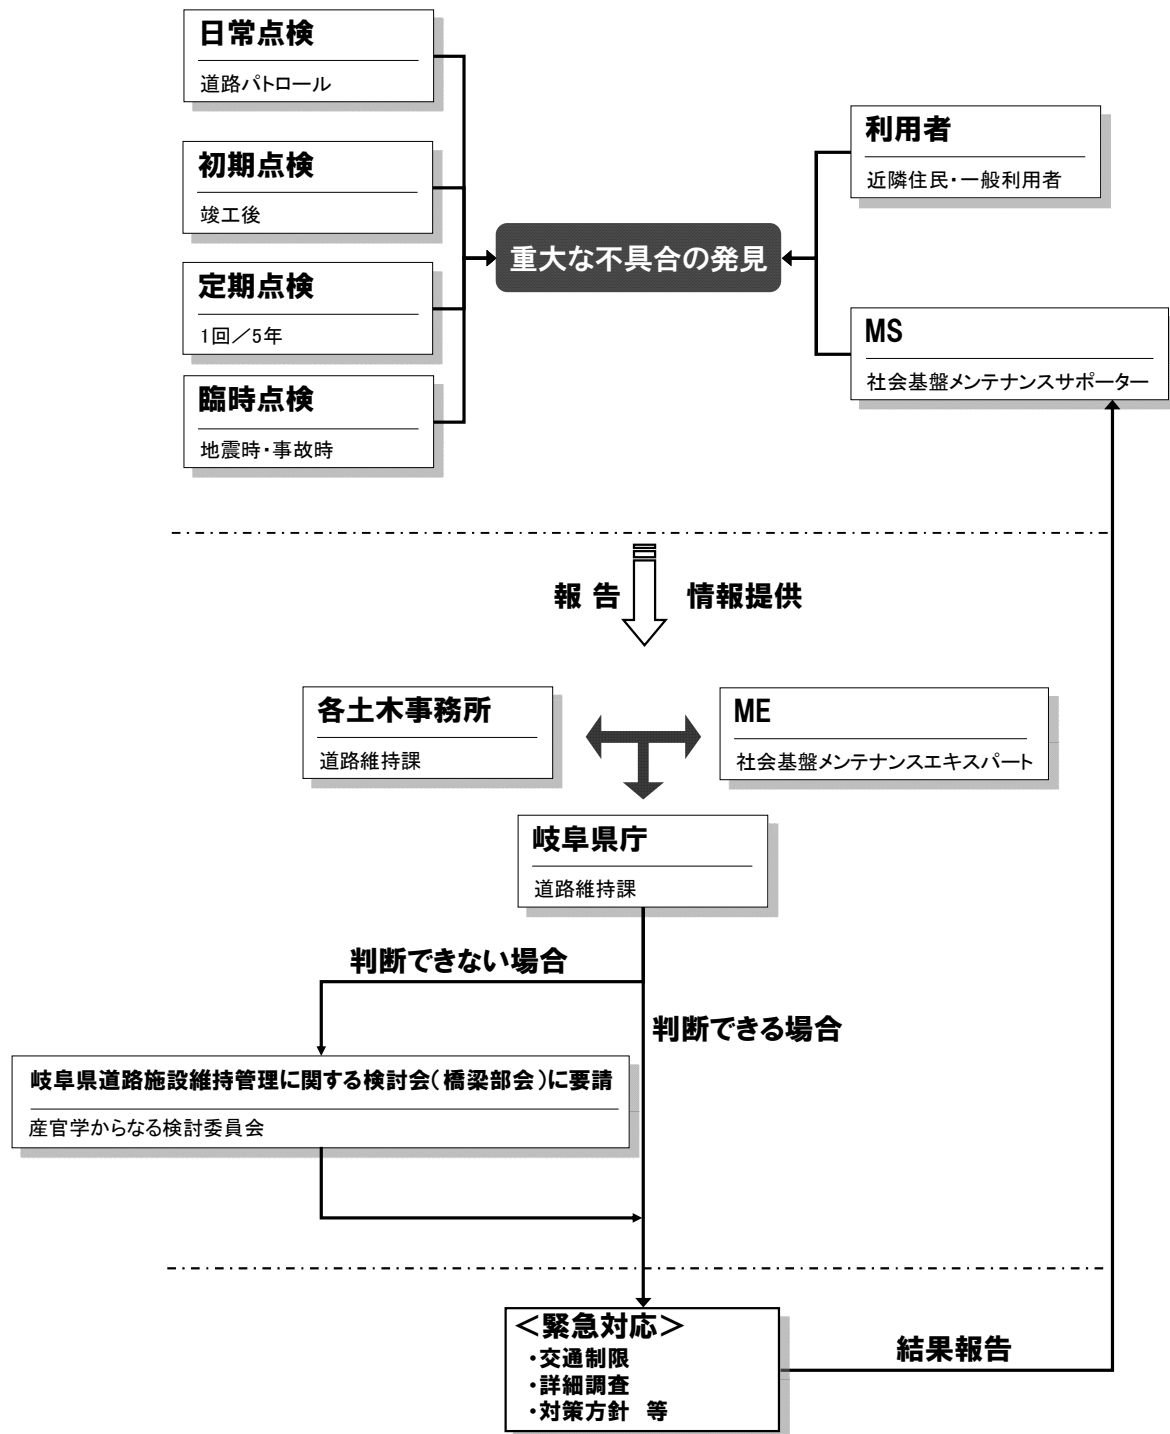 日常点検
道路パトロール
初期点検
竣工後
定期点検
1回／5年
臨時点検
地震時・事故時
重大な不具合の発見
利用者
近隣住民・一般利用者
MS
社会基盤メンテナンスサポーター
報 告
情報提供
各土木事務所
道路維持課
ME
社会基盤メンテナンスエキスパート
岐阜県庁
道路維持課
判断できない場合
判断できる場合
岐阜県道路施設維持管理に関する検討会（橋梁部会）に要請
産官学からなる検討委員会
＜緊急対応＞
・交通制限
・詳細調査
・対策方針　等
結果報告